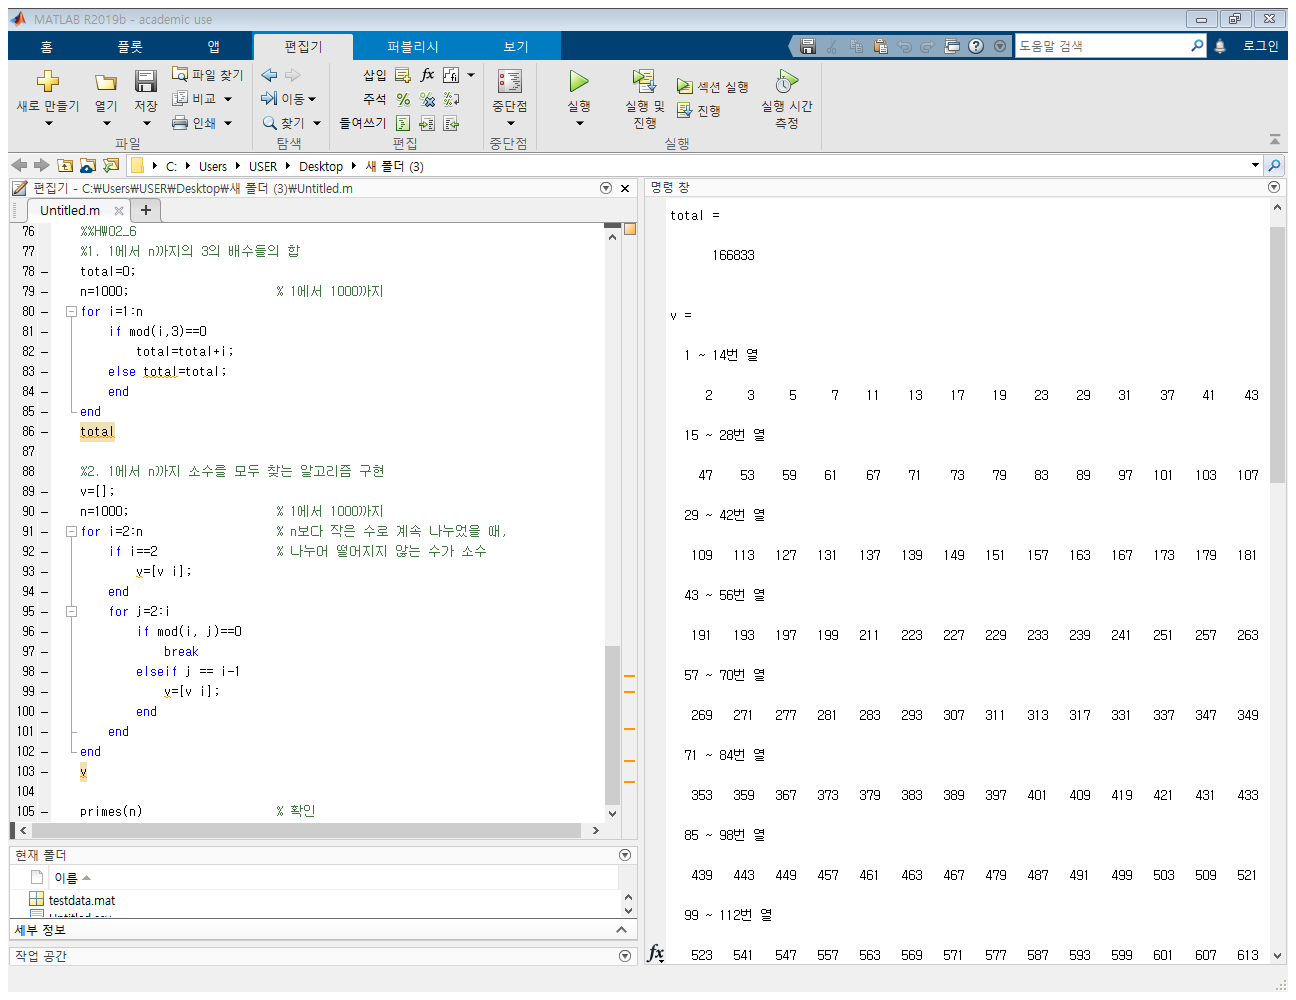 MATLAB R2019b - academic use
홈 플롯 앱 편집기 퍼블리시 보기 도움말 검색 로그인
새로 만들기 열기 저장 파일 찾기 비교 인쇄 이동 찾기 삽입 fx 주석 들여쓰기 중단점 실행 실행 및 진행 섹션 실행 진행 실행 시간 측정
파일 탐색 편집 중단점 실행
C: Users USER Desktop 새 폴더 (3)
편집기 - C:₩Users₩USER₩Desktop₩새 폴더 (3)₩Untitled.m
Untitled.m
76 %%HW02_6
77 %1. 1에서 n까지의 3의 배수들의 합
78 – total=0;
79 – n=1000; % 1에서 1000까지
80 – for i=1:n
81 – if mod(i,3)==0
82 – total=total+i;
83 – else total=total;
84 – end
85 – end
86 – total
87
88 %2. 1에서 n까지 소수를 모두 찾는 알고리즘 구현
89 – v=[];
90 – n=1000; % 1에서 1000까지
91 – for i=2:n % n보다 작은 수로 계속 나누었을 때,
92 – if i==2 % 나누어 떨어지지 않는 수가 소수
93 – v=[v i];
94 – end
95 – for j=2:i
96 – if mod(i, j)==0
97 – break
98 – elseif j == i-1
99 – v=[v i];
100 – end
101 – end
102 – end
103 – v
104
105 – primes(n) % 확인
현재 폴더
이름
testdata.mat
세부 정보
작업 공간
명령 창
total =
166833
v =
1 ~ 14번 열
2 3 5 7 11 13 17 19 23 29 31 37 41 43
15 ~ 28번 열
47 53 59 61 67 71 73 79 83 89 97 101 103 107
29 ~ 42번 열
109 113 127 131 137 139 149 151 157 163 167 173 179 181
43 ~ 56번 열
191 193 197 199 211 223 227 229 233 239 241 251 257 263
57 ~ 70번 열
269 271 277 281 283 293 307 311 313 317 331 337 347 349
71 ~ 84번 열
353 359 367 373 379 383 389 397 401 409 419 421 431 433
85 ~ 98번 열
439 443 449 457 461 463 467 479 487 491 499 503 509 521
99 ~ 112번 열
fx 523 541 547 557 563 569 571 577 587 593 599 601 607 613